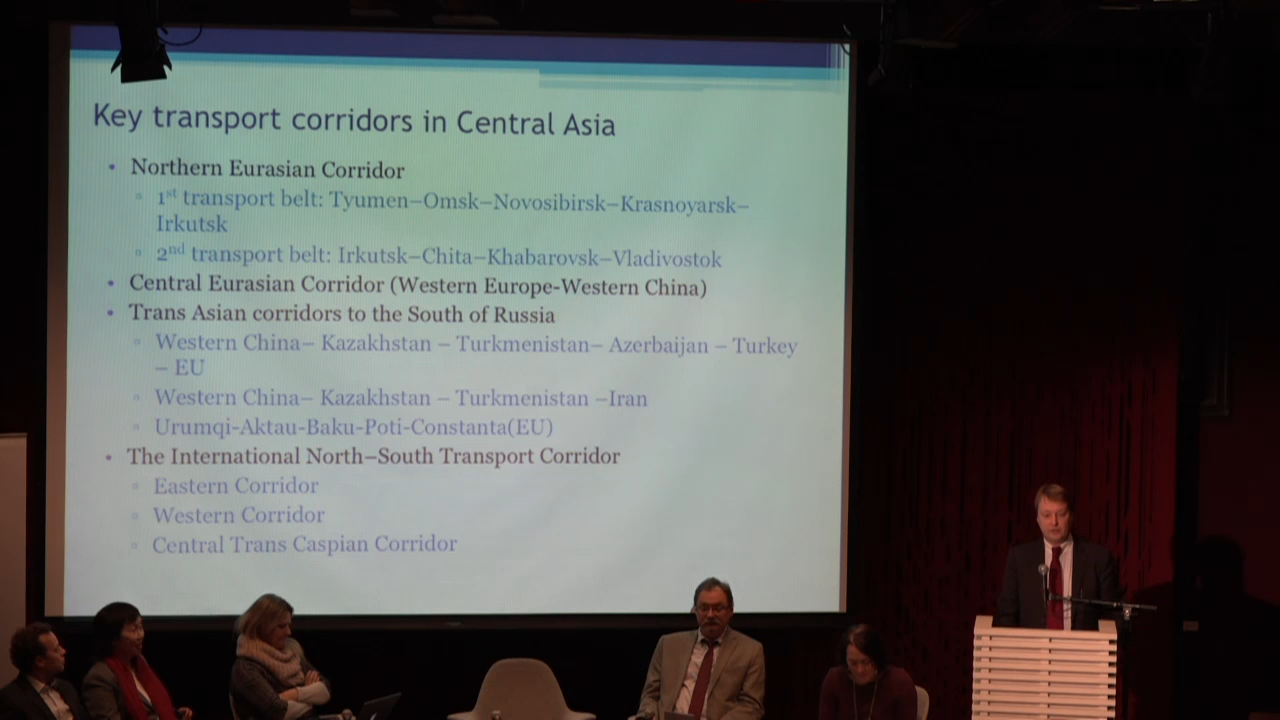 Key transport corridors in Central Asia
• Northern Eurasian Corridor
▫ 1st transport belt: Tyumen–Omsk–Novosibirsk–Krasnoyarsk–
Irkutsk
▫ 2nd transport belt: Irkutsk–Chita–Khabarovsk–Vladivostok
• Central Eurasian Corridor (Western Europe-Western China)
• Trans Asian corridors to the South of Russia
▫ Western China– Kazakhstan – Turkmenistan– Azerbaijan – Turkey
– EU
▫ Western China– Kazakhstan – Turkmenistan –Iran
▫ Urumqi-Aktau-Baku-Poti-Constanta(EU)
• The International North–South Transport Corridor
▫ Eastern Corridor
▫ Western Corridor
▫ Central Trans Caspian Corridor